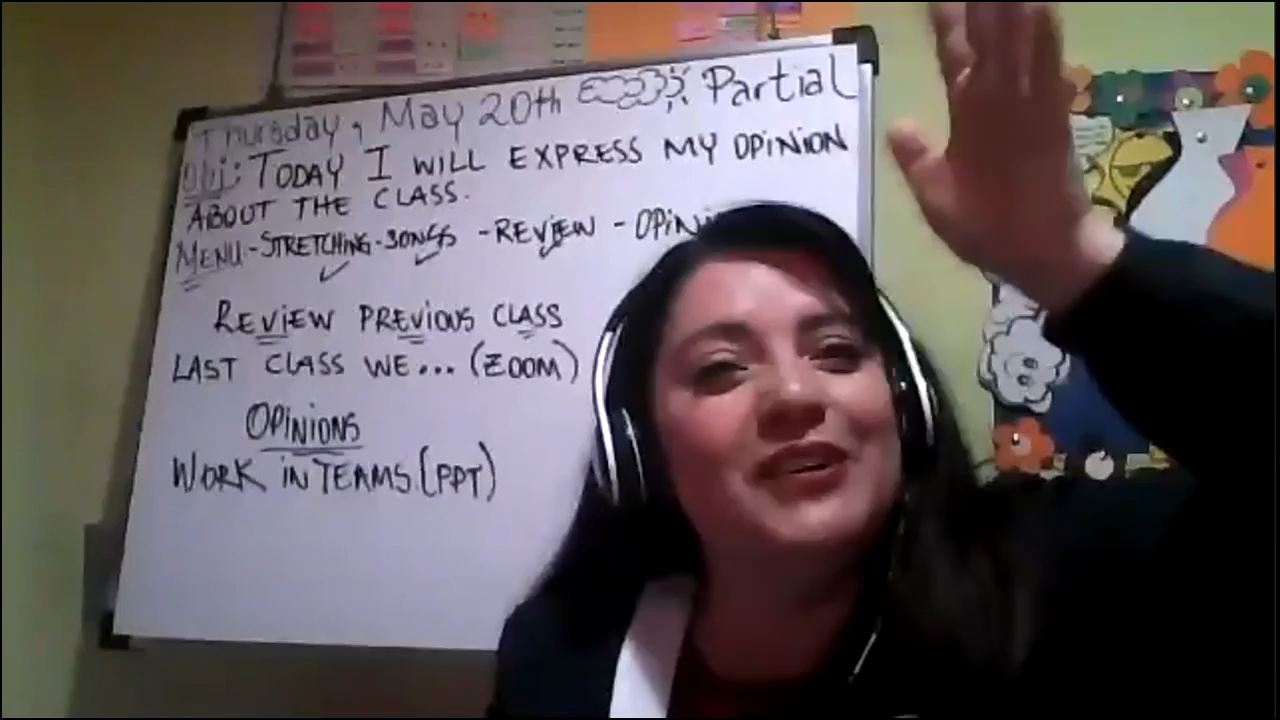 Thursday, May 20th Partial
Obj: TODAY I WILL EXPRESS MY OPINION
ABOUT THE CLASS.
MENU - STRETCHING - SONGS - REVIEW - OPINI
REVIEW PREVIOUS CLASS
LAST CLASS WE... (ZOOM)
OPINIONS
WORK IN TEAMS. (PPT)